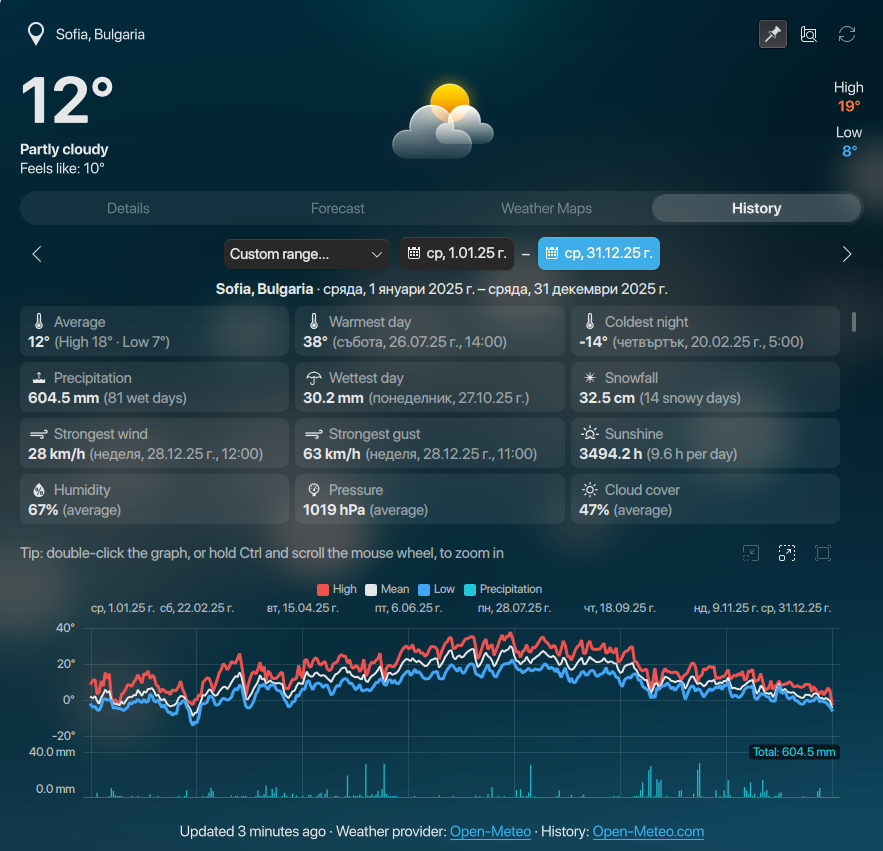 Sofia, Bulgaria
12°
Partly cloudy
Feels like: 10°
High
19°
Low
8°
Details Forecast Weather Maps History
Custom range... ср, 1.01.25 г. – ср, 31.12.25 г.
Sofia, Bulgaria · сряда, 1 януари 2025 г. – сряда, 31 декември 2025 г.
Average
12° (High 18° · Low 7°)
Warmest day
38° (събота, 26.07.25 г., 14:00)
Coldest night
-14° (четвъртък, 20.02.25 г., 5:00)
Precipitation
604.5 mm (81 wet days)
Wettest day
30.2 mm (понеделник, 27.10.25 г.)
Snowfall
32.5 cm (14 snowy days)
Strongest wind
28 km/h (неделя, 28.12.25 г., 12:00)
Strongest gust
63 km/h (неделя, 28.12.25 г., 11:00)
Sunshine
3494.2 h (9.6 h per day)
Humidity
67% (average)
Pressure
1019 hPa (average)
Cloud cover
47% (average)
Tip: double-click the graph, or hold Ctrl and scroll the mouse wheel, to zoom in
High Mean Low Precipitation
ср, 1.01.25 г. сб, 22.02.25 г. вт, 15.04.25 г. пт, 6.06.25 г. пн, 28.07.25 г. чт, 18.09.25 г. нд, 9.11.25 г. ср, 31.12.25 г.
40°
20°
0°
-20°
40.0 mm
Total: 604.5 mm
0.0 mm
Updated 3 minutes ago · Weather provider: Open-Meteo · History: Open-Meteo.com